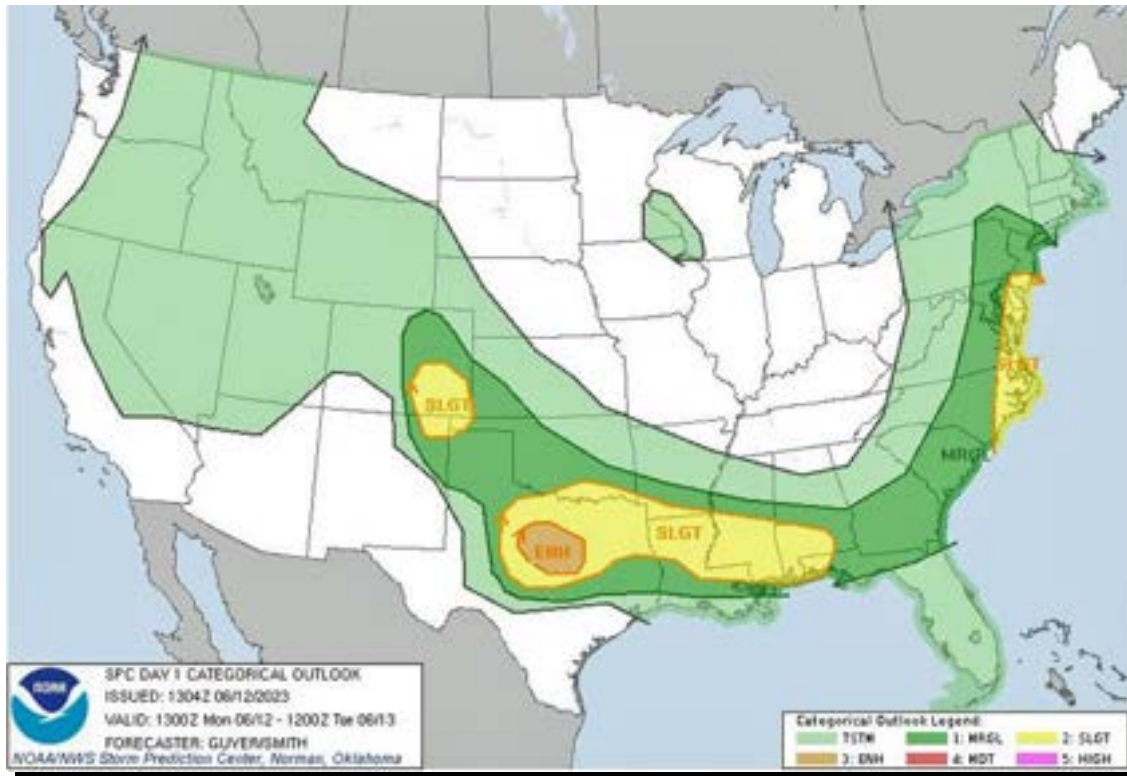 SLGT
SLGT
ENH
SLGT
MRGL
NOAA
SPC DAY 1 CATEGORICAL OUTLOOK
ISSUED: 1304Z 06/12/2023
VALID: 1300Z Mon 06/12 - 1200Z Tue 06/13
FORECASTER: GUYER/SMITH
NOAA/NWS Storm Prediction Center, Norman, Oklahoma
Categorical Outlook Legend:
TSTM 1: MRGL 2: SLGT
3: ENH 4: MDT 5: HIGH